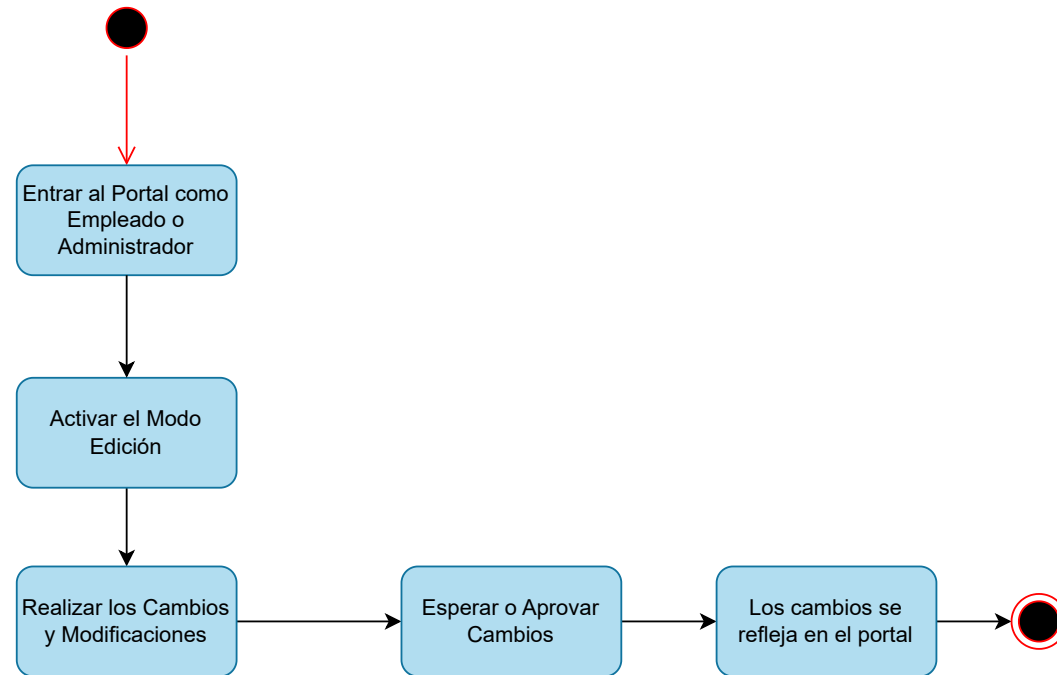 Entrar al Portal como
Empleado o
Administrador
Activar el Modo
Edición
Realizar los Cambios
y Modificaciones
Esperar o Aprovar
Cambios
Los cambios se
refleja en el portal